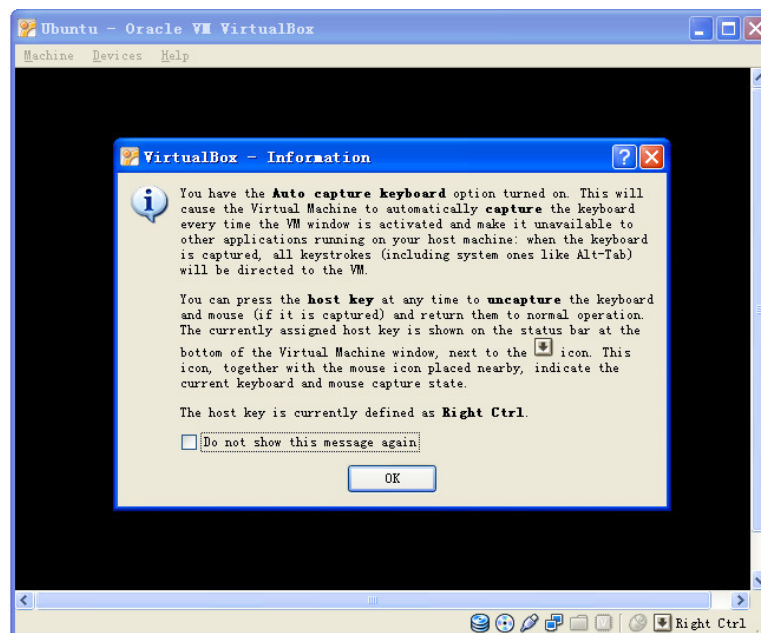 Ubuntu - Oracle VM VirtualBox
Machine Devices Help
VirtualBox - Information
You have the Auto capture keyboard option turned on. This will
cause the Virtual Machine to automatically capture the keyboard
every time the VM window is activated and make it unavailable to
other applications running on your host machine: when the keyboard
is captured, all keystrokes (including system ones like Alt-Tab)
will be directed to the VM.
You can press the host key at any time to uncapture the keyboard
and mouse (if it is captured) and return them to normal operation.
The currently assigned host key is shown on the status bar at the
bottom of the Virtual Machine window, next to the icon. This
icon, together with the mouse icon placed nearby, indicate the
current keyboard and mouse capture state.
The host key is currently defined as Right Ctrl.
Do not show this message again
OK
Right Ctrl